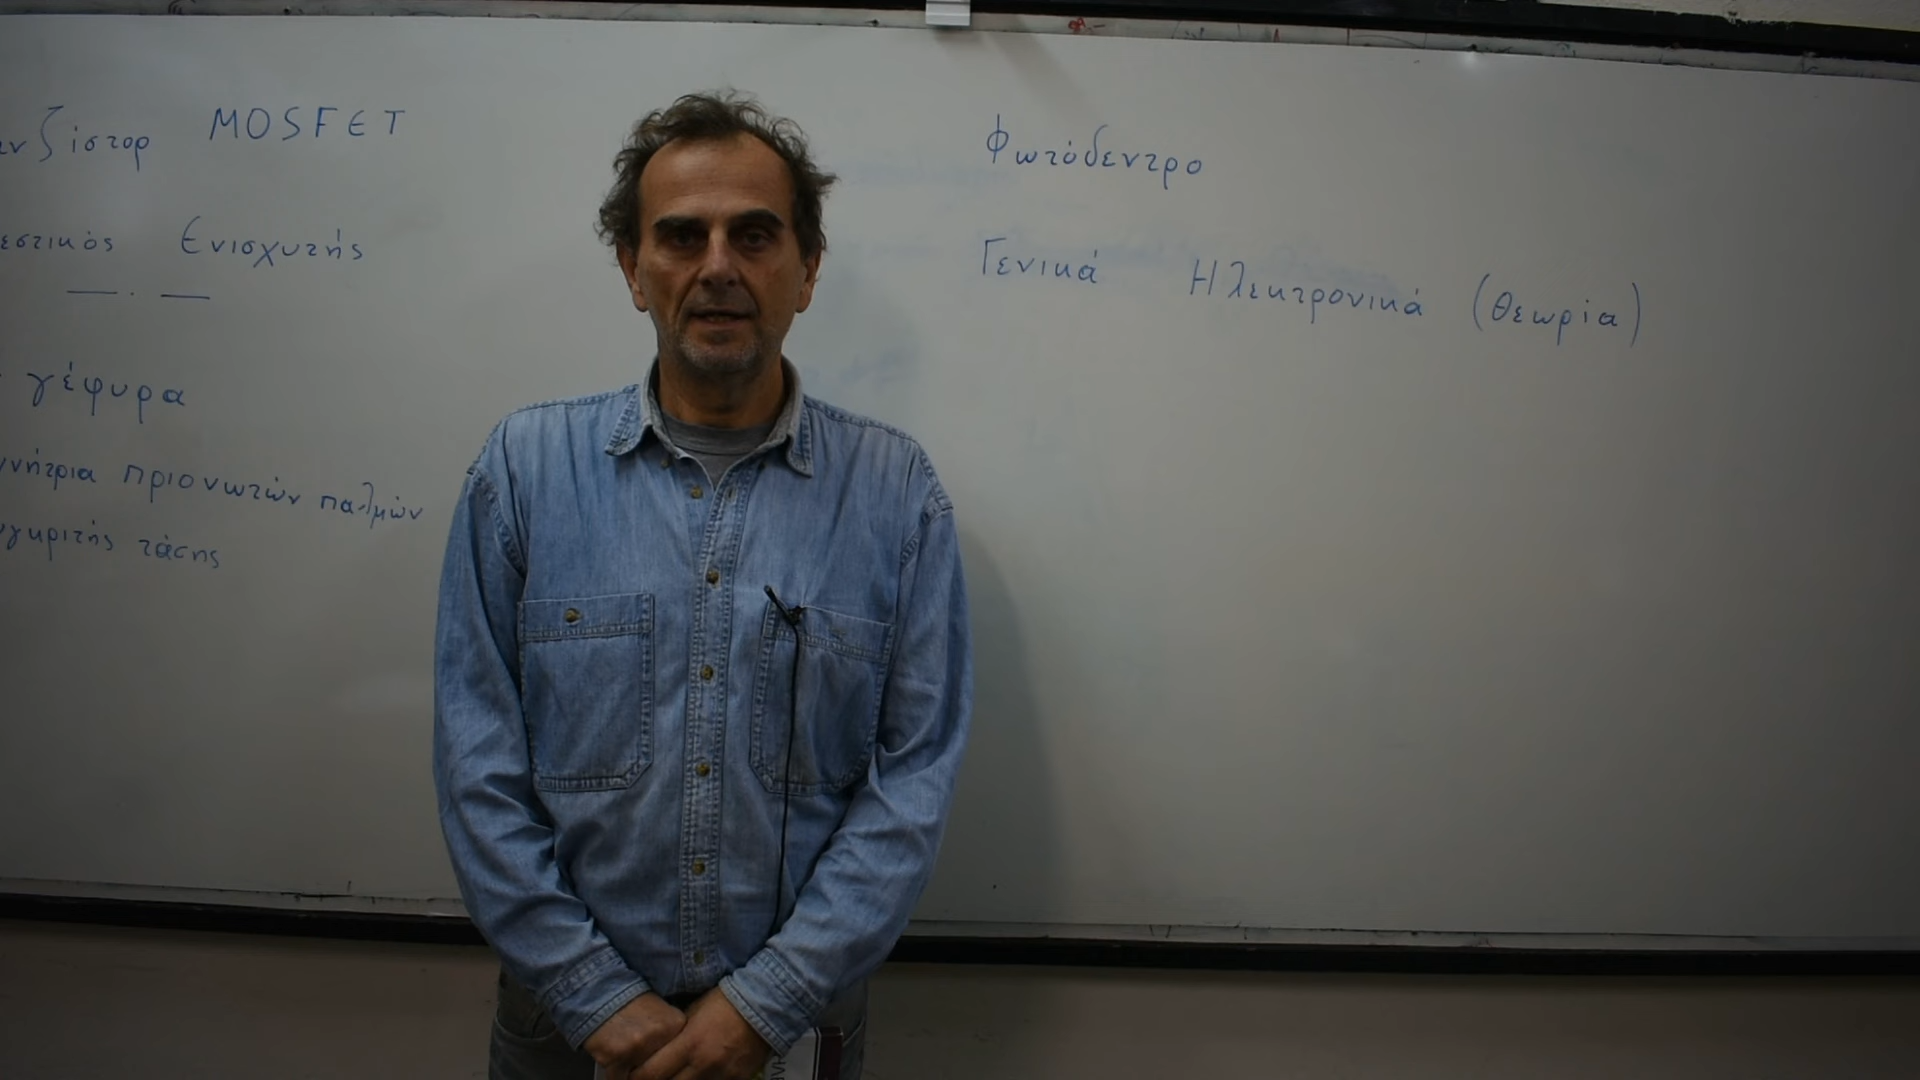 MOSFET
Ενισχυτής
γέφυρα
πριονωτών παλμών
τάσης
Φωτόδεντρο
Γενικά Ηλεκτρονικά (θεωρία)